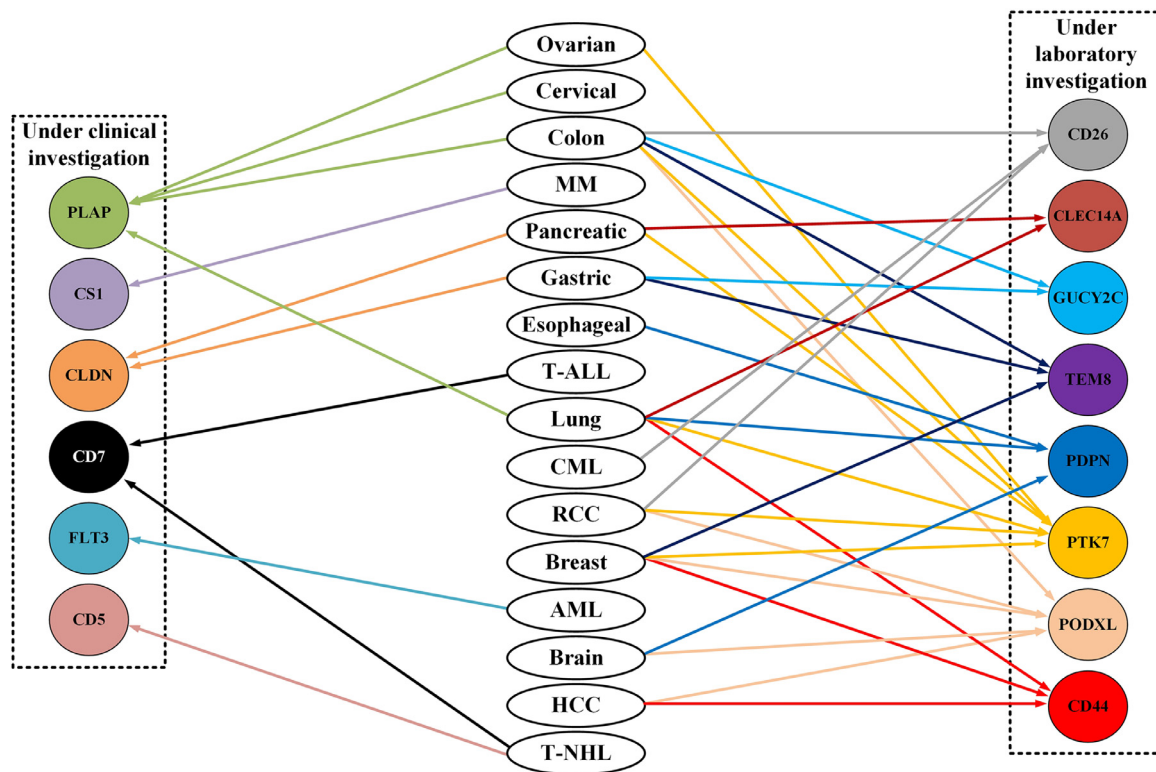 Under clinical
investigation
PLAP
CS1
CLDN
CD7
FLT3
CD5
Ovarian
Cervical
Colon
MM
Pancreatic
Gastric
Esophageal
T-ALL
Lung
CML
RCC
Breast
AML
Brain
HCC
T-NHL
Under
laboratory
investigation
CD26
CLEC14A
GUCY2C
TEM8
PDPN
PTK7
PODXL
CD44